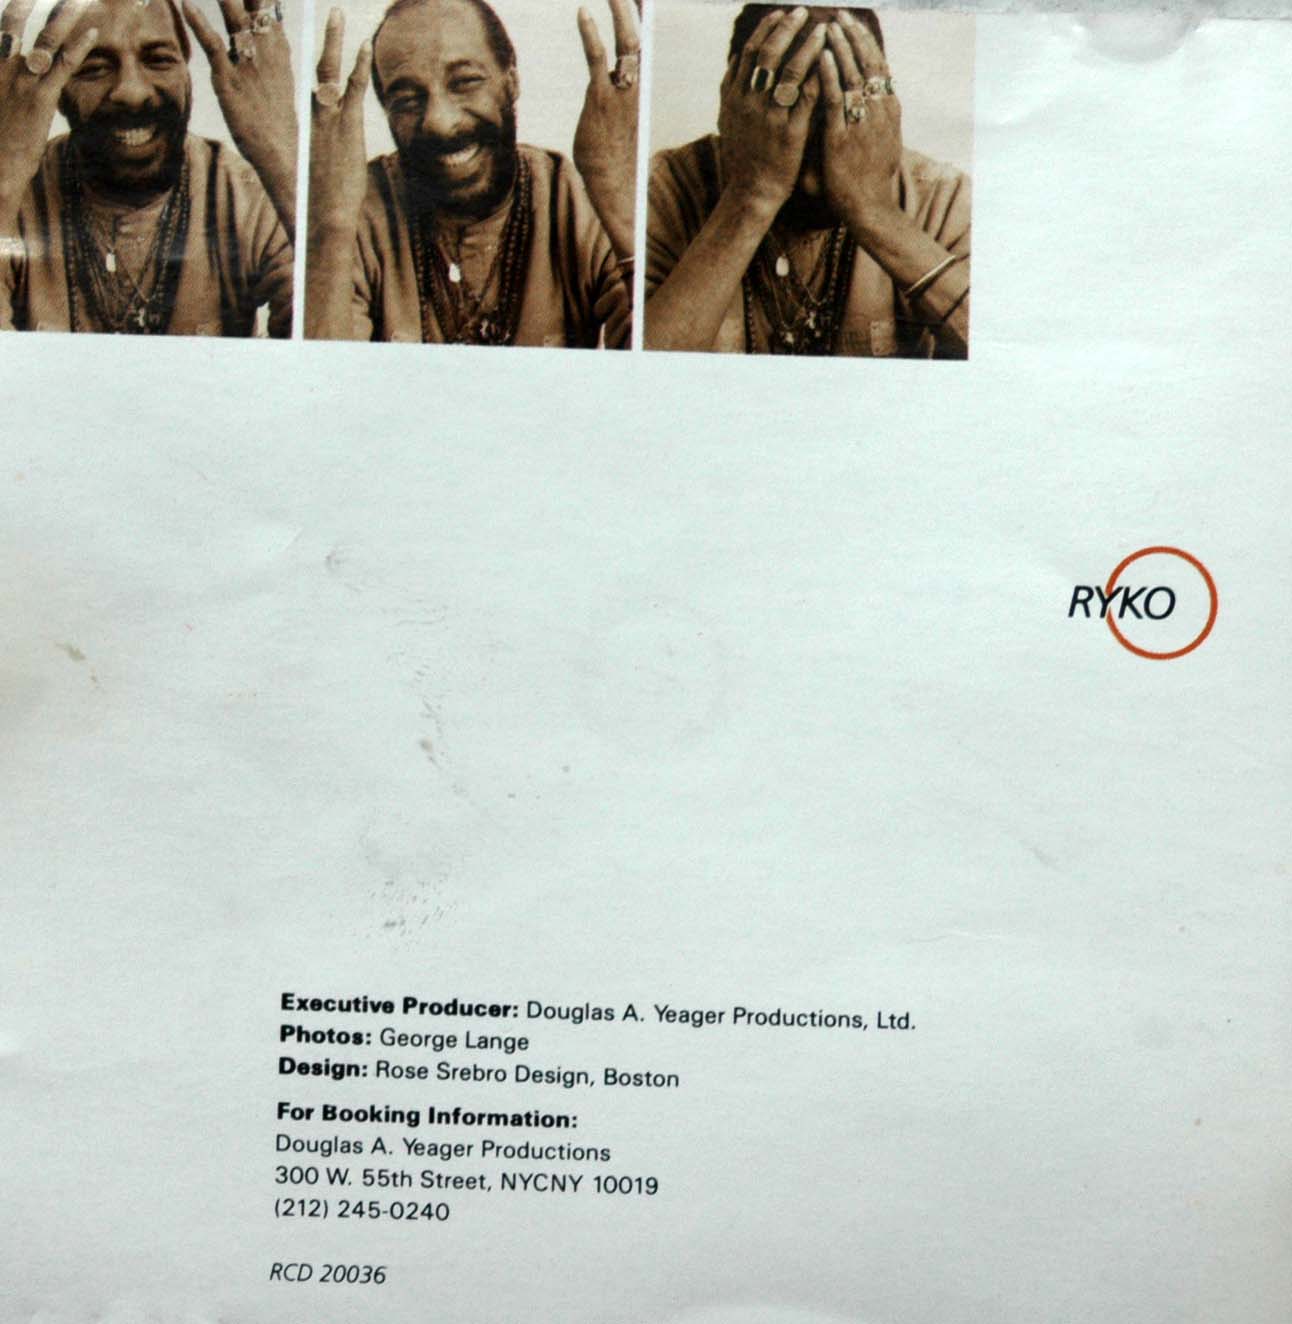 RYKO
Executive Producer: Douglas A. Yeager Productions, Ltd.
Photos: George Lange
Design: Rose Srebro Design, Boston
For Booking Information:
Douglas A. Yeager Productions
300 W. 55th Street, NYCNY 10019
(212) 245-0240
RCD 20036